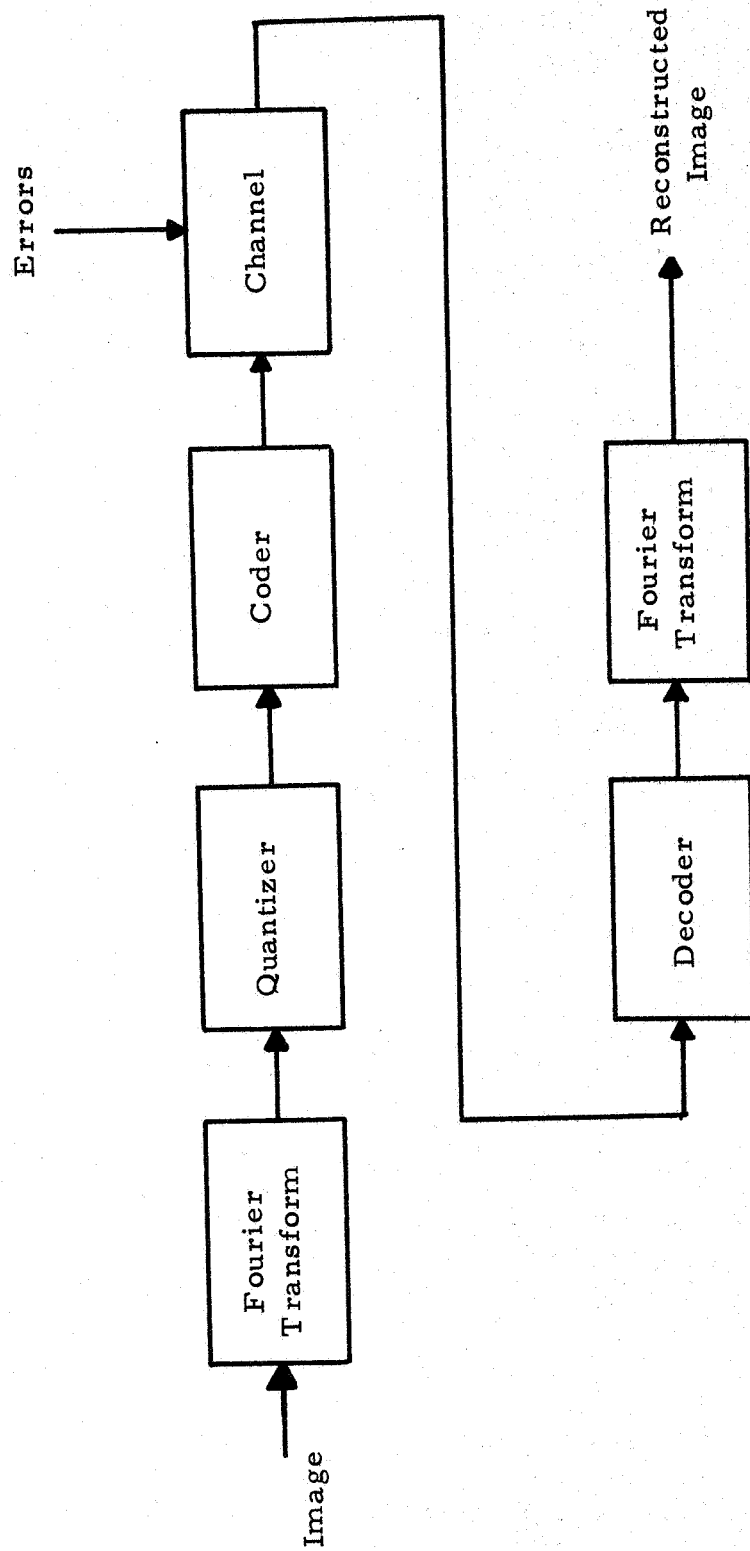 Image
Fourier
Transform
Quantizer
Coder
Channel
Errors
Decoder
Fourier
Transform
Reconstructed
Image